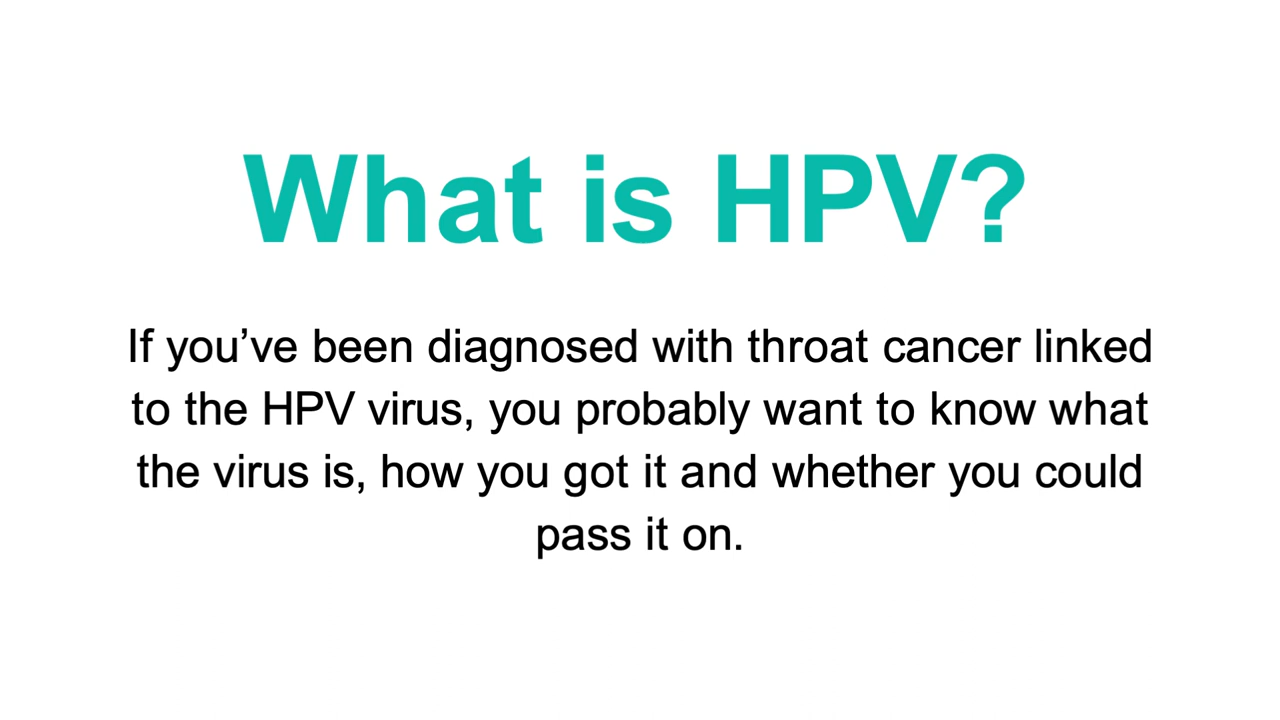 What is HPV?
If you’ve been diagnosed with throat cancer linked
to the HPV virus, you probably want to know what
the virus is, how you got it and whether you could
pass it on.